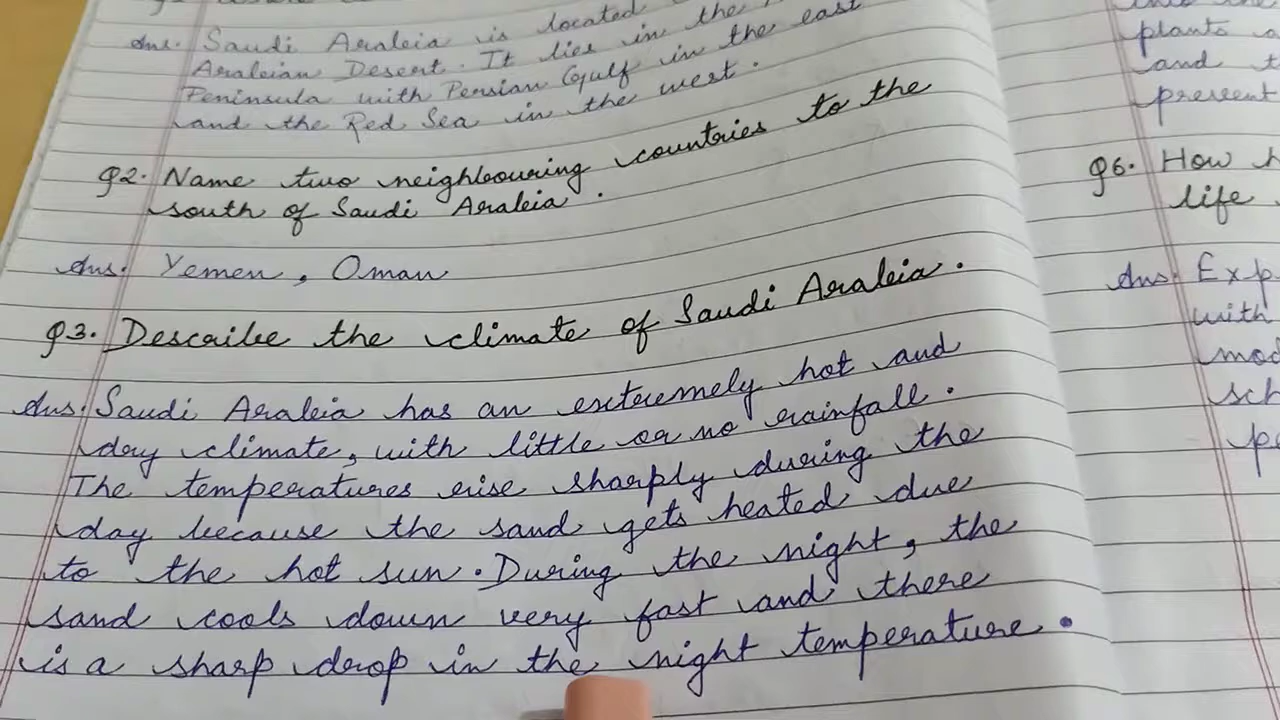 Ans. Saudi Arabia is located
Arabian Desert. It lies in the
Peninsula with Persian Gulf in the east
and the Red Sea in the west.
Q2. Name two neighbouring countries to the
south of Saudi Arabia.
Ans. Yemen, Oman
Q3. Describe the climate of Saudi Arabia.
Ans. Saudi Arabia has an extremely hot and
dry climate, with little or no rainfall.
The temperatures rise sharply during the
day because the sand gets heated due
to the hot sun. During the night, the
sand cools down very fast and there
is a sharp drop in the night temperature.
plants
and
present
Q6. How
life
Ans. Exp
with
mod
sch